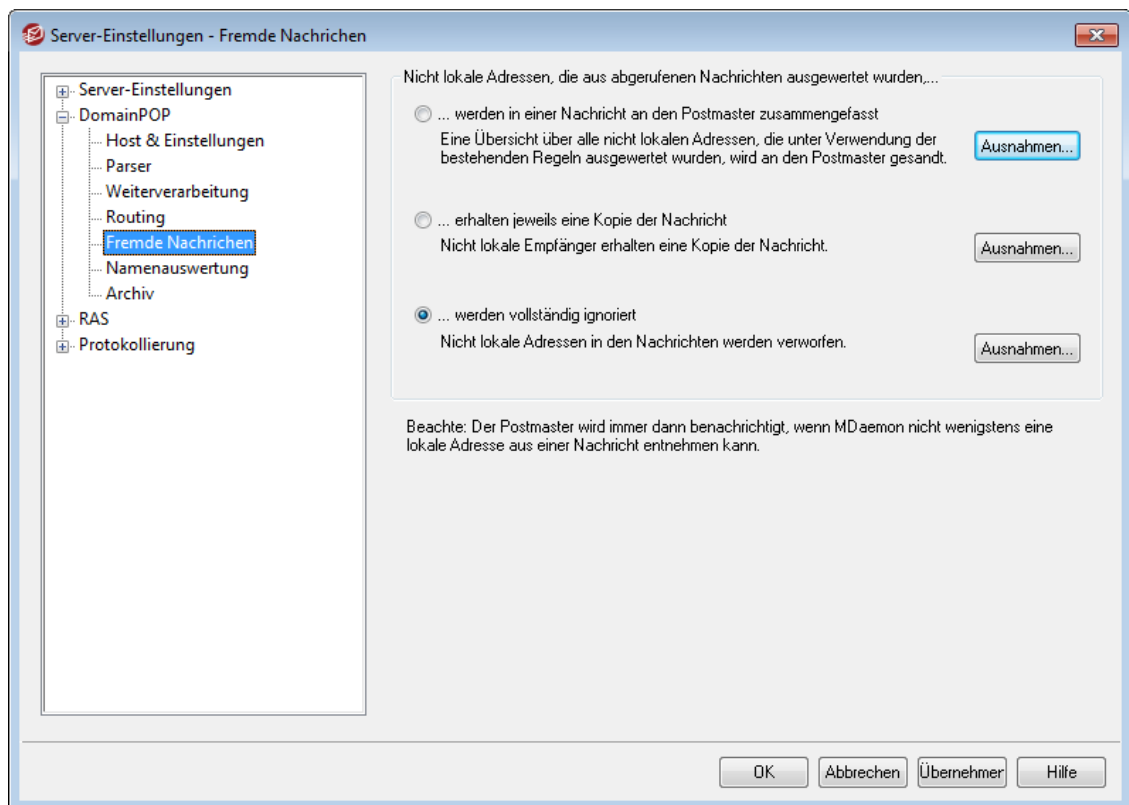 Server-Einstellungen - Fremde Nachrichen
Server-Einstellungen
DomainPOP
Host & Einstellungen
Parser
Weiterverarbeitung
Routing
Fremde Nachrichen
Namenauswertung
Archiv
RAS
Protokollierung
Nicht lokale Adressen, die aus abgerufenen Nachrichten ausgewertet wurden,...
... werden in einer Nachricht an den Postmaster zusammengefasst
Eine Übersicht über alle nicht lokalen Adressen, die unter Verwendung der
bestehenden Regeln ausgewertet wurden, wird an den Postmaster gesandt.
Ausnahmen...
... erhalten jeweils eine Kopie der Nachricht
Nicht lokale Empfänger erhalten eine Kopie der Nachricht.
Ausnahmen...
... werden vollständig ignoriert
Nicht lokale Adressen in den Nachrichten werden verworfen.
Ausnahmen...
Beachte: Der Postmaster wird immer dann benachrichtigt, wenn MDaemon nicht wenigstens eine
lokale Adresse aus einer Nachricht entnehmen kann.
OK
Abbrechen
Übernehmer
Hilfe